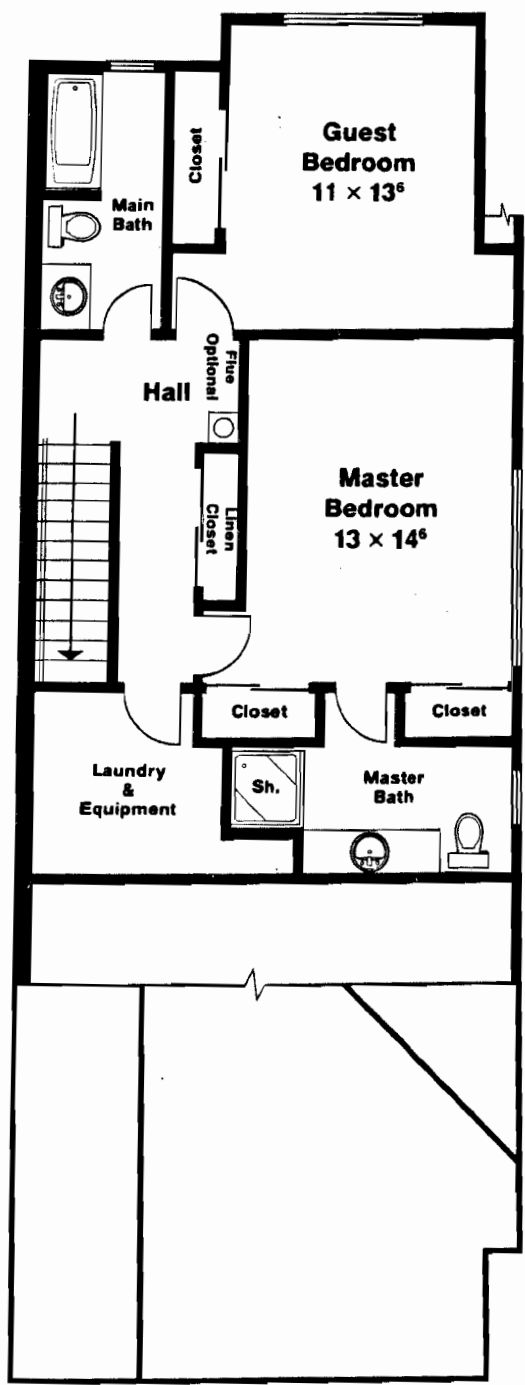 Guest
Bedroom
11 × 13⁶
Closet
Main
Bath
Flue
Optional
Hall
Master
Bedroom
13 × 14⁶
Linen
Closet
Closet
Closet
Laundry
&
Equipment
Sh.
Master
Bath